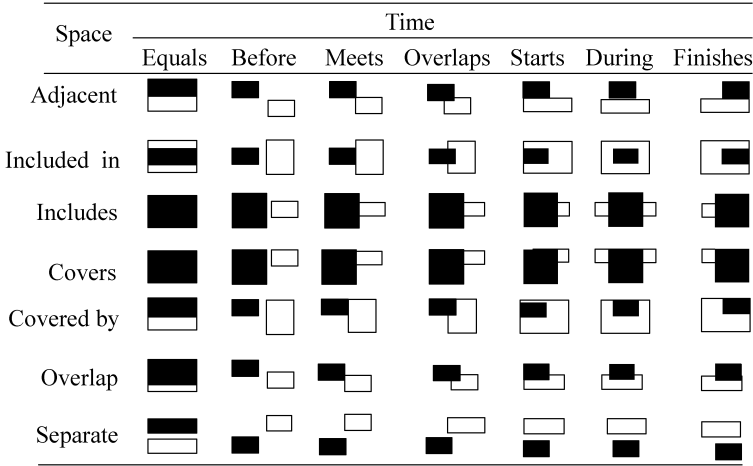 Space
Time
Equals Before Meets Overlaps Starts During Finishes
Adjacent
Included in
Includes
Covers
Covered by
Overlap
Separate